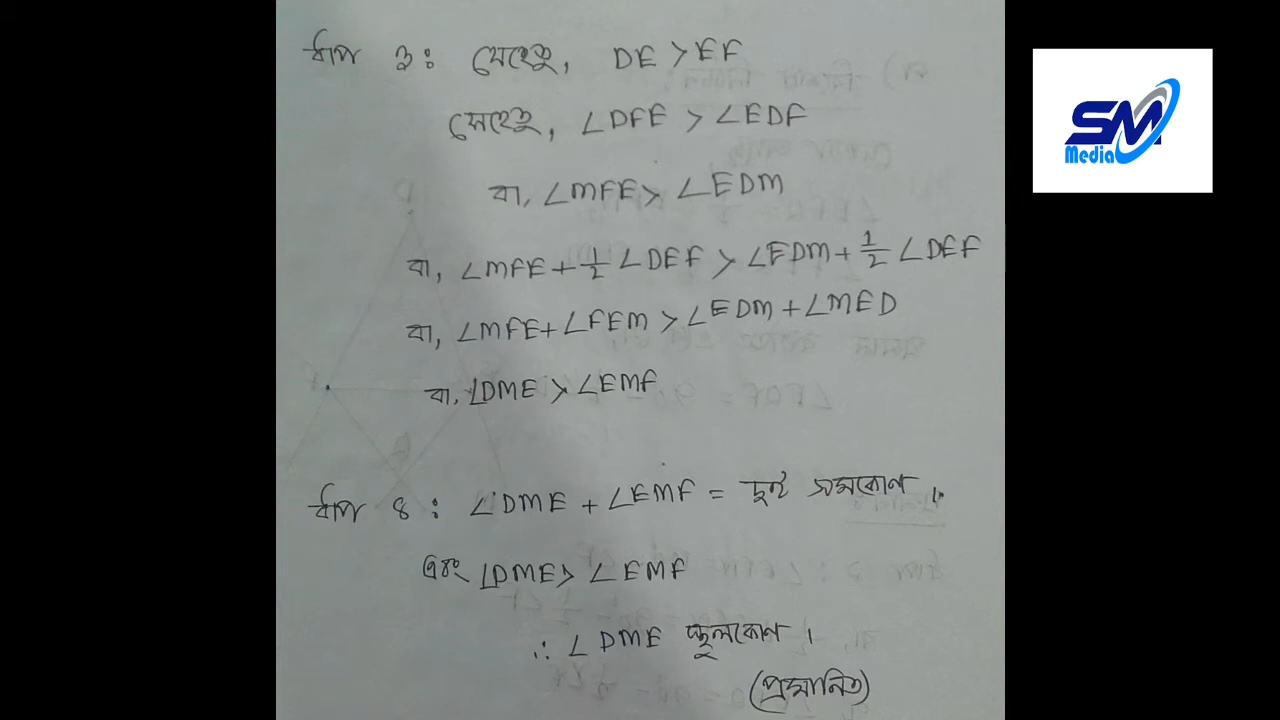 ধাপ ৩ঃ যেহেতু, DE > EF
সেহেতু, ∠DFE > ∠EDF
বা, ∠MFE > ∠EDM
বা, ∠MFE + 1/2 ∠DEF > ∠EDM + 1/2 ∠DEF
বা, ∠MFE + ∠FEM > ∠EDM + ∠MED
বা, ∠DME > ∠EMF
ধাপ ৪ঃ ∠DME + ∠EMF = দুই সমকোণ ।
এবং ∠DME > ∠EMF
∴ ∠DME স্থুলকোণ ।
(প্রমানিত)
SM
Media